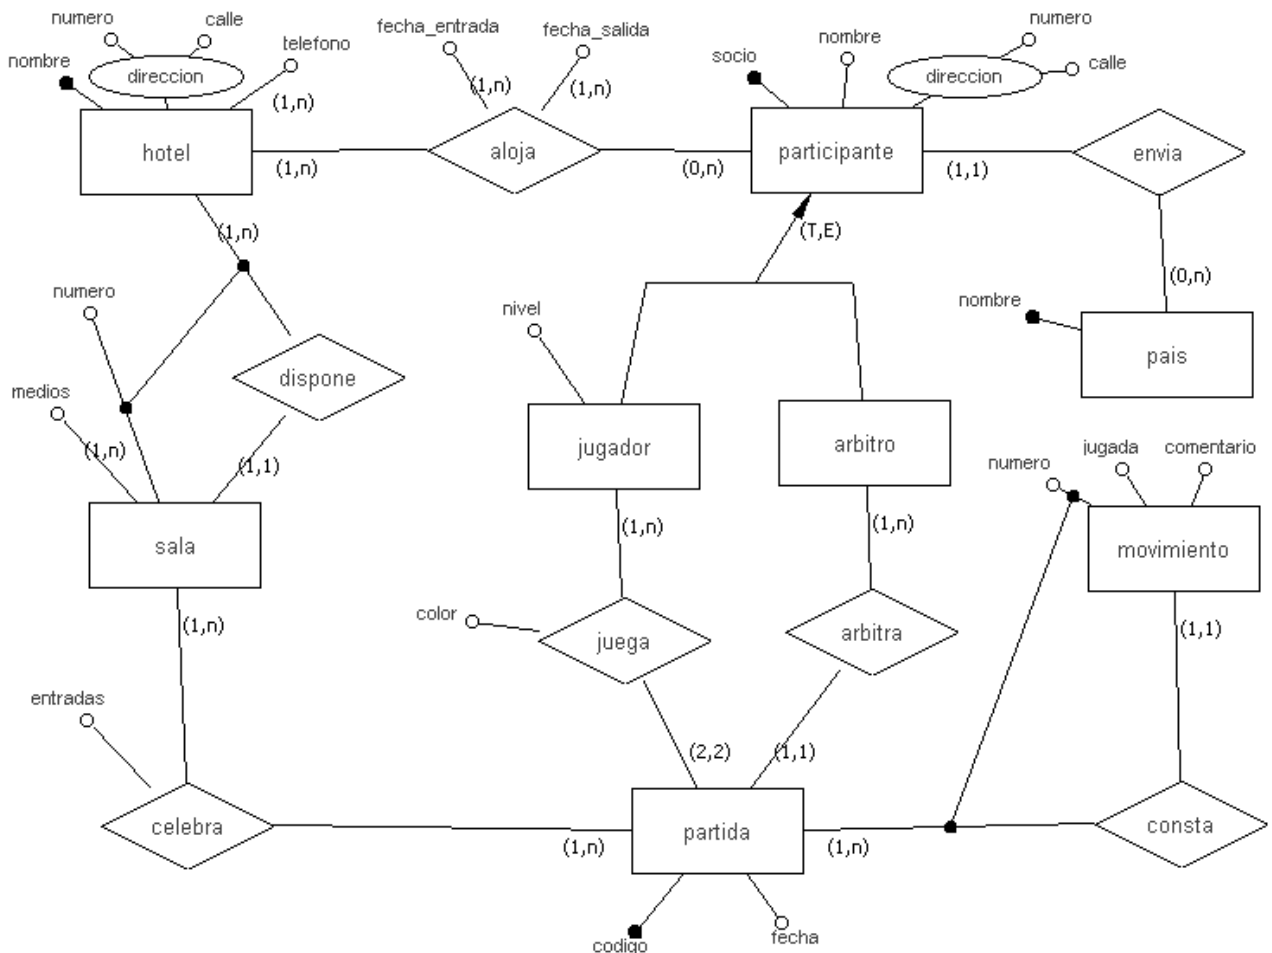 numero
calle
fecha_entrada
fecha_salida
numero
nombre
direccion
telefono
socio
nombre
direccion
calle
(1,n)
(1,n)
(1,n)
hotel
(1,n)
aloja
(0,n)
participante
(1,1)
envia
(1,n)
(T,E)
(0,n)
numero
nivel
nombre
pais
dispone
medios
(1,n)
(1,1)
jugador
arbitro
numero
jugada
comentario
sala
(1,n)
(1,n)
movimiento
(1,n)
color
juega
arbitra
(1,1)
entradas
(2,2)
(1,1)
celebra
(1,n)
partida
(1,n)
consta
codigo
fecha